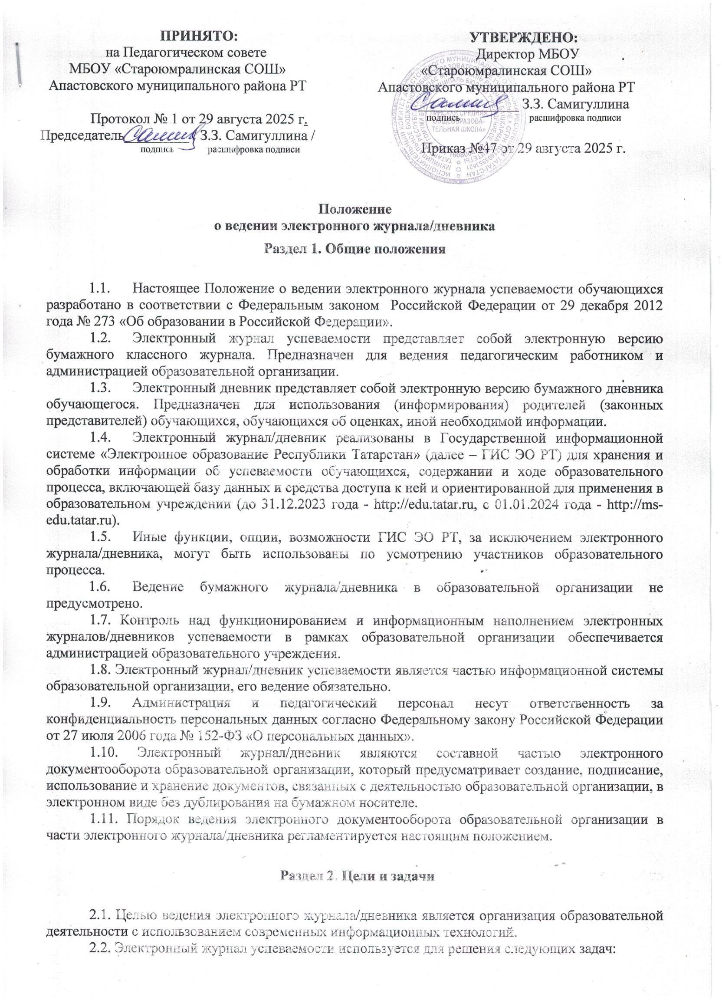 ПРИНЯТО:
на Педагогическом совете
МБОУ «Староюмралинская СОШ»
Апастовского муниципального района РТ
Протокол № 1 от 29 августа 2025 г.
Председатель З.З. Самигуллина /
подпись расшифровка подписи
УТВЕРЖДЕНО:
Директор МБОУ
«Староюмралинская СОШ»
Апастовского муниципального района РТ
З.З. Самигуллина
подпись расшифровка подписи
Приказ №47 от 29 августа 2025 г.
ЛИНСКАЯ СРЕДНЯЯ
ОБЩЕОБРАЗОВА-
ТЕЛЬНАЯ ШКОЛА»
Положение
о ведении электронного журнала/дневника
Раздел 1. Общие положения
1.1. Настоящее Положение о ведении электронного журнала успеваемости обучающихся
разработано в соответствии с Федеральным законом Российской Федерации от 29 декабря 2012
года № 273 «Об образовании в Российской Федерации».
1.2. Электронный журнал успеваемости представляет собой электронную версию
бумажного классного журнала. Предназначен для ведения педагогическим работником и
администрацией образовательной организации.
1.3. Электронный дневник представляет собой электронную версию бумажного дневника
обучающегося. Предназначен для использования (информирования) родителей (законных
представителей) обучающихся, обучающихся об оценках, иной необходимой информации.
1.4. Электронный журнал/дневник реализованы в Государственной информационной
системе «Электронное образование Республики Татарстан» (далее – ГИС ЭО РТ) для хранения и
обработки информации об успеваемости обучающихся, содержании и ходе образовательного
процесса, включающей базу данных и средства доступа к ней и ориентированной для применения в
образовательном учреждении (до 31.12.2023 года - http://edu.tatar.ru, с 01.01.2024 года - http://ms-
edu.tatar.ru).
1.5. Иные функции, опции, возможности ГИС ЭО РТ, за исключением электронного
журнала/дневника, могут быть использованы по усмотрению участников образовательного
процесса.
1.6. Ведение бумажного журнала/дневника в образовательной организации не
предусмотрено.
1.7. Контроль над функционированием и информационным наполнением электронных
журналов/дневников успеваемости в рамках образовательной организации обеспечивается
администрацией образовательного учреждения.
1.8. Электронный журнал/дневник успеваемости является частью информационной системы
образовательной организации, его ведение обязательно.
1.9. Администрация и педагогический персонал несут ответственность за
конфиденциальность персональных данных согласно Федеральному закону Российской Федерации
от 27 июля 2006 года № 152-ФЗ «О персональных данных».
1.10. Электронный журнал/дневник являются составной частью электронного
документооборота образовательной организации, который предусматривает создание, подписание,
использование и хранение документов, связанных с деятельностью образовательной организации, в
электронном виде без дублирования на бумажном носителе.
1.11. Порядок ведения электронного документооборота образовательной организации в
части электронного журнала/дневника регламентируется настоящим положением.
Раздел 2. Цели и задачи
2.1. Целью ведения электронного журнала/дневника является организация образовательной
деятельности с использованием современных информационных технологий.
2.2. Электронный журнал успеваемости используется для решения следующих задач: